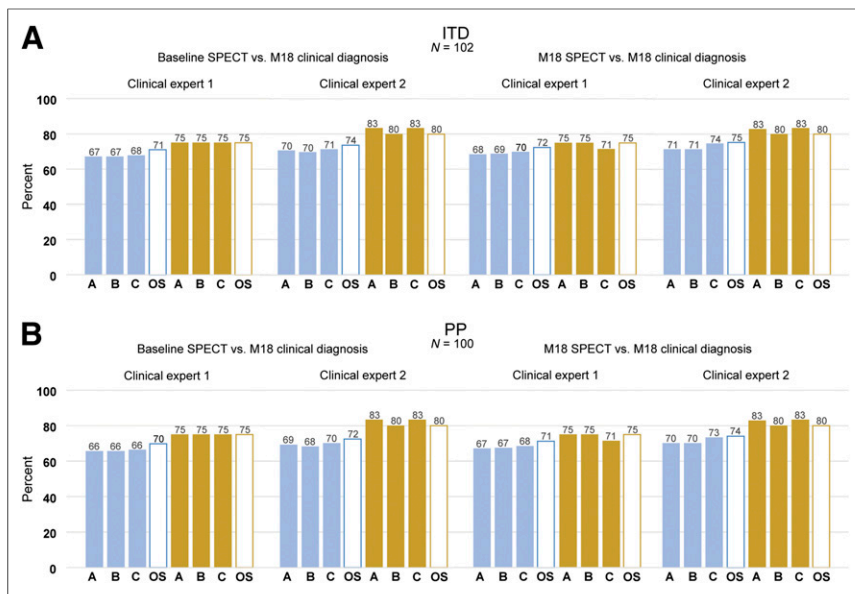 A
ITD
N = 102
Baseline SPECT vs. M18 clinical diagnosis
M18 SPECT vs. M18 clinical diagnosis
Clinical expert 1
Clinical expert 2
Clinical expert 1
Clinical expert 2
Percent
100
80
60
40
20
0
67 67 68 71 75 75 75 75
70 70 71 74 83 80 83 80
68 69 70 72 75 75 71 75
71 71 74 75 83 80 83 80
A B C OS A B C OS
A B C OS A B C OS
A B C OS A B C OS
A B C OS A B C OS
B
PP
N = 100
Baseline SPECT vs. M18 clinical diagnosis
M18 SPECT vs. M18 clinical diagnosis
Clinical expert 1
Clinical expert 2
Clinical expert 1
Clinical expert 2
Percent
100
80
60
40
20
0
66 66 66 70 75 75 75 75
69 68 70 72 83 80 83 80
67 67 68 71 75 75 71 75
70 70 73 74 83 80 83 80
A B C OS A B C OS
A B C OS A B C OS
A B C OS A B C OS
A B C OS A B C OS